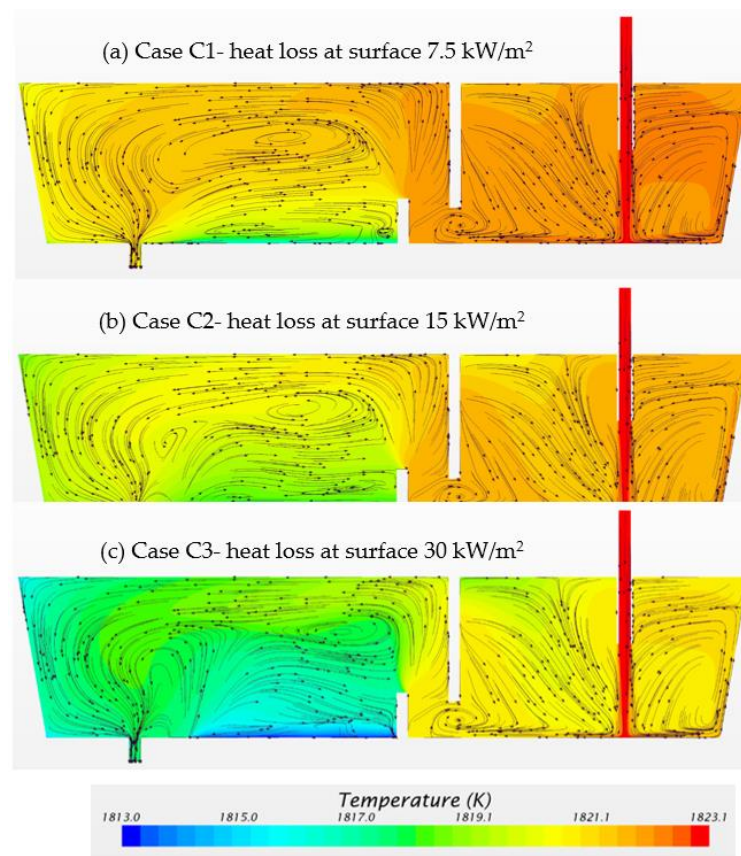 (a) Case C1- heat loss at surface 7.5 kW/m²
(b) Case C2- heat loss at surface 15 kW/m²
(c) Case C3- heat loss at surface 30 kW/m²
Temperature (K)
1813.0 1815.0 1817.0 1819.1 1821.1 1823.1